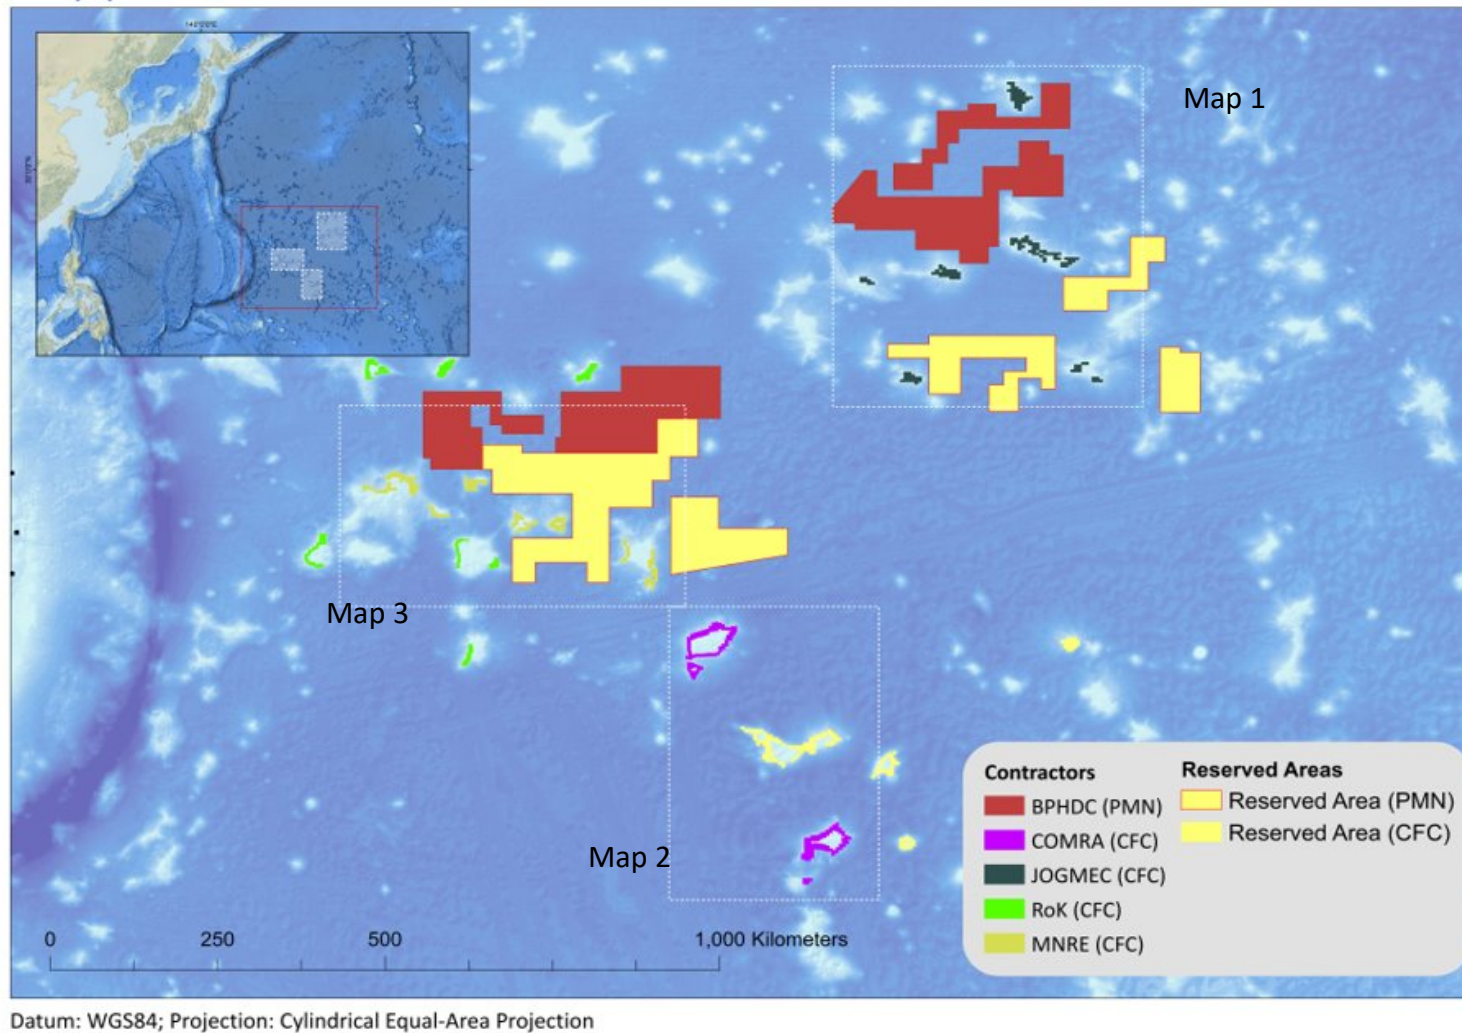 Map 1
Map 3
Map 2
0 250 500 1,000 Kilometers
Contractors
BPHDC (PMN)
COMRA (CFC)
JOGMEC (CFC)
RoK (CFC)
MNRE (CFC)
Reserved Areas
Reserved Area (PMN)
Reserved Area (CFC)
Datum: WGS84; Projection: Cylindrical Equal-Area Projection